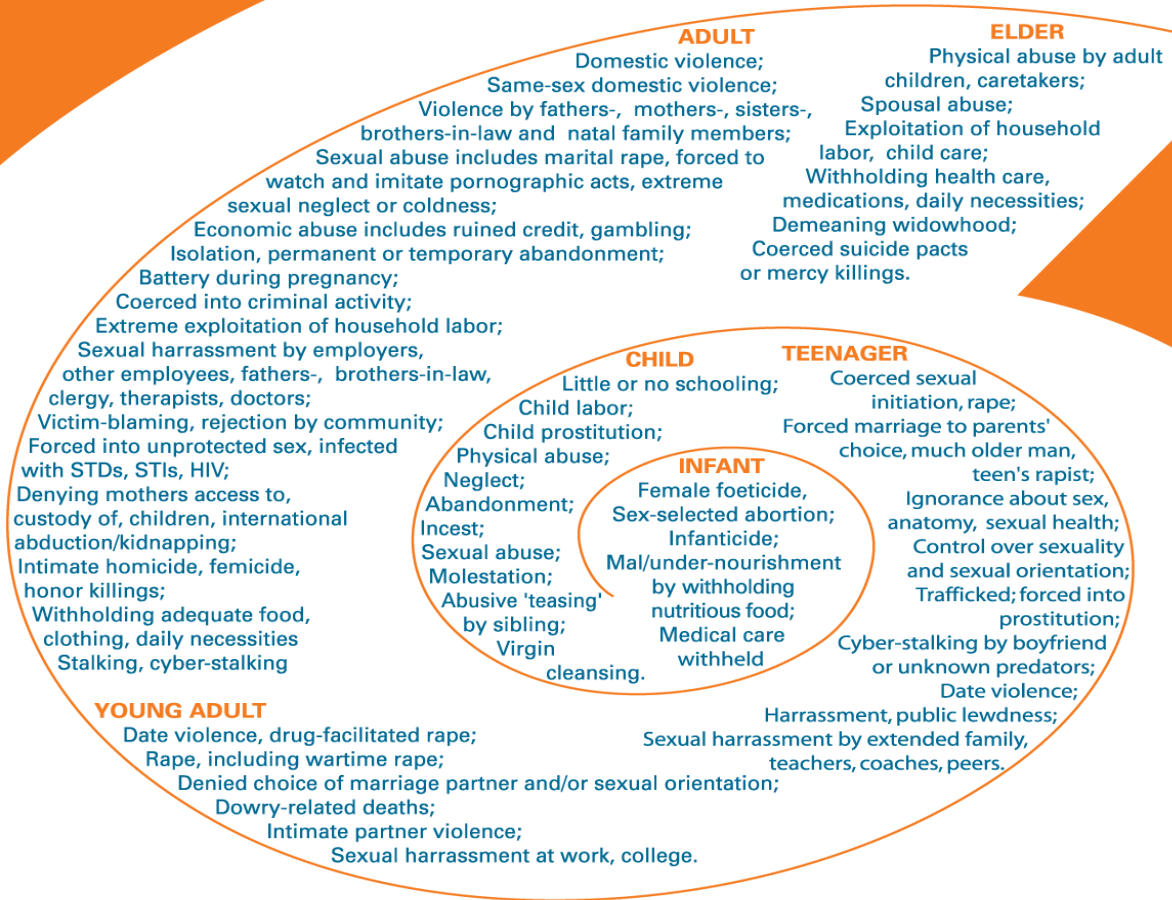 ADULT
Domestic violence;
Same-sex domestic violence;
Violence by fathers-, mothers-, sisters-,
brothers-in-law and natal family members;
Sexual abuse includes marital rape, forced to
watch and imitate pornographic acts, extreme
sexual neglect or coldness;
Economic abuse includes ruined credit, gambling;
Isolation, permanent or temporary abandonment;
Battery during pregnancy;
Coerced into criminal activity;
Extreme exploitation of household labor;
Sexual harrassment by employers,
other employees, fathers-, brothers-in-law,
clergy, therapists, doctors;
Victim-blaming, rejection by community;
Forced into unprotected sex, infected
with STDs, STIs, HIV;
Denying mothers access to,
custody of, children, international
abduction/kidnapping;
Intimate homicide, femicide,
honor killings;
Withholding adequate food,
clothing, daily necessities
Stalking, cyber-stalking
ELDER
Physical abuse by adult
children, caretakers;
Spousal abuse;
Exploitation of household
labor, child care;
Withholding health care,
medications, daily necessities;
Demeaning widowhood;
Coerced suicide pacts
or mercy killings.
CHILD
Little or no schooling;
Child labor;
Child prostitution;
Physical abuse;
Neglect;
Abandonment;
Incest;
Sexual abuse;
Molestation;
Abusive 'teasing'
by sibling;
Virgin
cleansing.
INFANT
Female foeticide,
Sex-selected abortion;
Infanticide;
Mal/under-nourishment
by withholding
nutritious food;
Medical care
withheld
TEENAGER
Coerced sexual
initiation, rape;
Forced marriage to parents'
choice, much older man,
teen's rapist;
Ignorance about sex,
anatomy, sexual health;
Control over sexuality
and sexual orientation;
Trafficked; forced into
prostitution;
Cyber-stalking by boyfriend
or unknown predators;
Date violence;
Harrassment, public lewdness;
Sexual harrassment by extended family,
teachers, coaches, peers.
YOUNG ADULT
Date violence, drug-facilitated rape;
Rape, including wartime rape;
Denied choice of marriage partner and/or sexual orientation;
Dowry-related deaths;
Intimate partner violence;
Sexual harrassment at work, college.